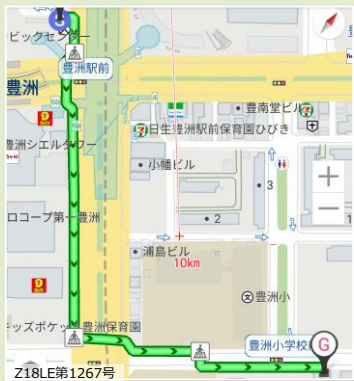 S
ビックセンター
豊洲駅前
豊洲
豊南堂ビル
日生豊洲駅前保育園ひびき
豊洲シエルタワー
小幡ビル
3
2
ロコープ第一豊洲
浦島ビル
10km
文
豊洲小
キッズポケット豊洲保育園
豊洲小学校
G
+
−
Z18LE第1267号